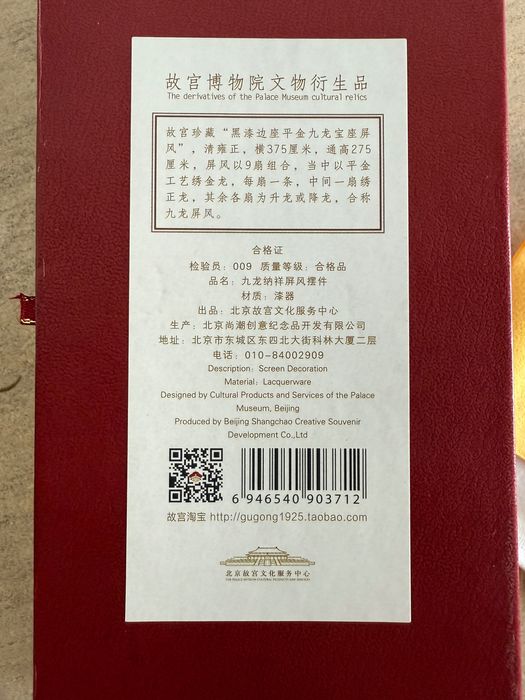 故宫博物院文物衍生品
The derivatives of the Palace Museum cultural relics
故宫珍藏“黑漆边座平金九龙宝座屏
风”，清雍正，横375厘米，通高275
厘米，屏风以9扇组合，当中以平金
工艺绣金龙，每扇一条，中间一扇绣
正龙，其余各扇为升龙或降龙，合称
九龙屏风。
合格证
检验员：009 质量等级：合格品
品名：九龙纳祥屏风摆件
材质：漆器
出品：北京故宫文化服务中心
生产：北京尚潮创意纪念品开发有限公司
地址：北京市东城区东四北大街科林大厦二层
电话：010-84002909
Description: Screen Decoration
Material: Lacquerware
Designed by Cultural Products and Services of the Palace
Museum, Beijing
Produced by Beijing Shangchao Creative Souvenir
Development Co.,Ltd
6 946540 903712
故宫淘宝 http://gugong1925.taobao.com
北京故宫文化服务中心
THE PALACE MUSEUM CULTURAL PRODUCTS AND SERVICES